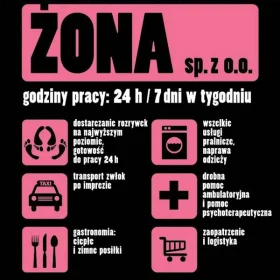 ŻONA
sp. z o.o.
godziny pracy: 24 h / 7 dni w tygodniu
dostarczanie rozrywek
na najwyższym
poziomie,
gotowość
do pracy 24 h
wszelkie
usługi
pralnicze,
naprawa
odzieży
TAXI
transport zwłok
po imprezie
drobna
pomoc
ambulatoryjna
i pomoc
psychoterapeutyczna
gastronomia:
ciepłe
i zimne posiłki
zaopatrzenie
i logistyka